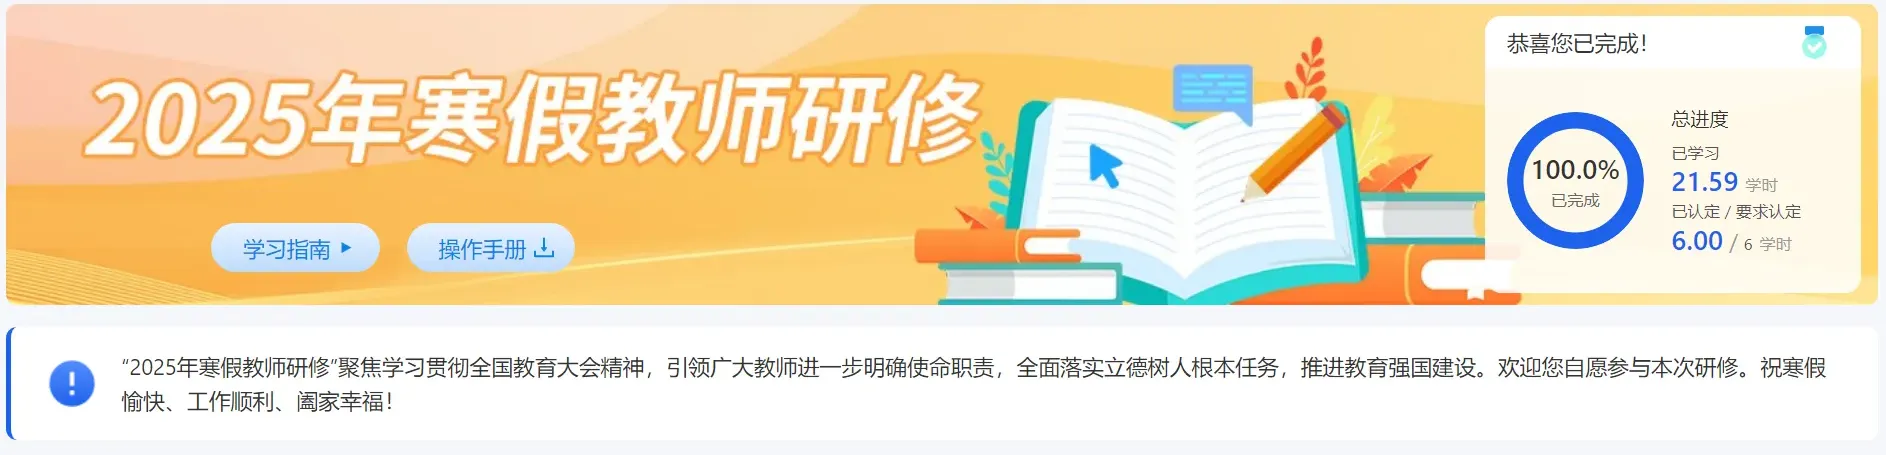 2025年寒假教师研修
学习指南
操作手册
恭喜您已完成!
100.0%
已完成
总进度
已学习
21.59 学时
已认定 / 要求认定
6.00 / 6 学时
“2025年寒假教师研修”聚焦学习贯彻全国教育大会精神，引领广大教师进一步明确使命职责，全面落实立德树人根本任务，推进教育强国建设。欢迎您自愿参与本次研修。祝寒假
愉快、工作顺利、阖家幸福！